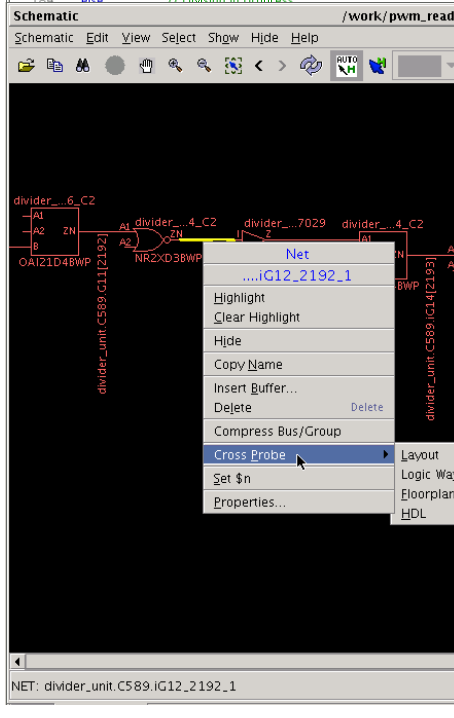 Schematic /work/pwm_read
Schematic Edit View Select Show Hide Help
AUTO
H
divider_...6_C2
A1
A2 ZN
B
OAI21D4BWP
divider_unit.C589.G11[2192]
divider_...4_C2
A1
A2
ZN
NR2XD3BWP
divider_...7029
I Z
divider_...4_C2
A1
BWP
divider_unit.C589.iG14[2193]
Net
....iG12_2192_1
Highlight
Clear Highlight
Hide
Copy Name
Insert Buffer...
Delete Delete
Compress Bus/Group
Cross Probe
Set $n
Properties...
Layout
Logic Way
Floorplan
HDL
NET: divider_unit.C589.iG12_2192_1